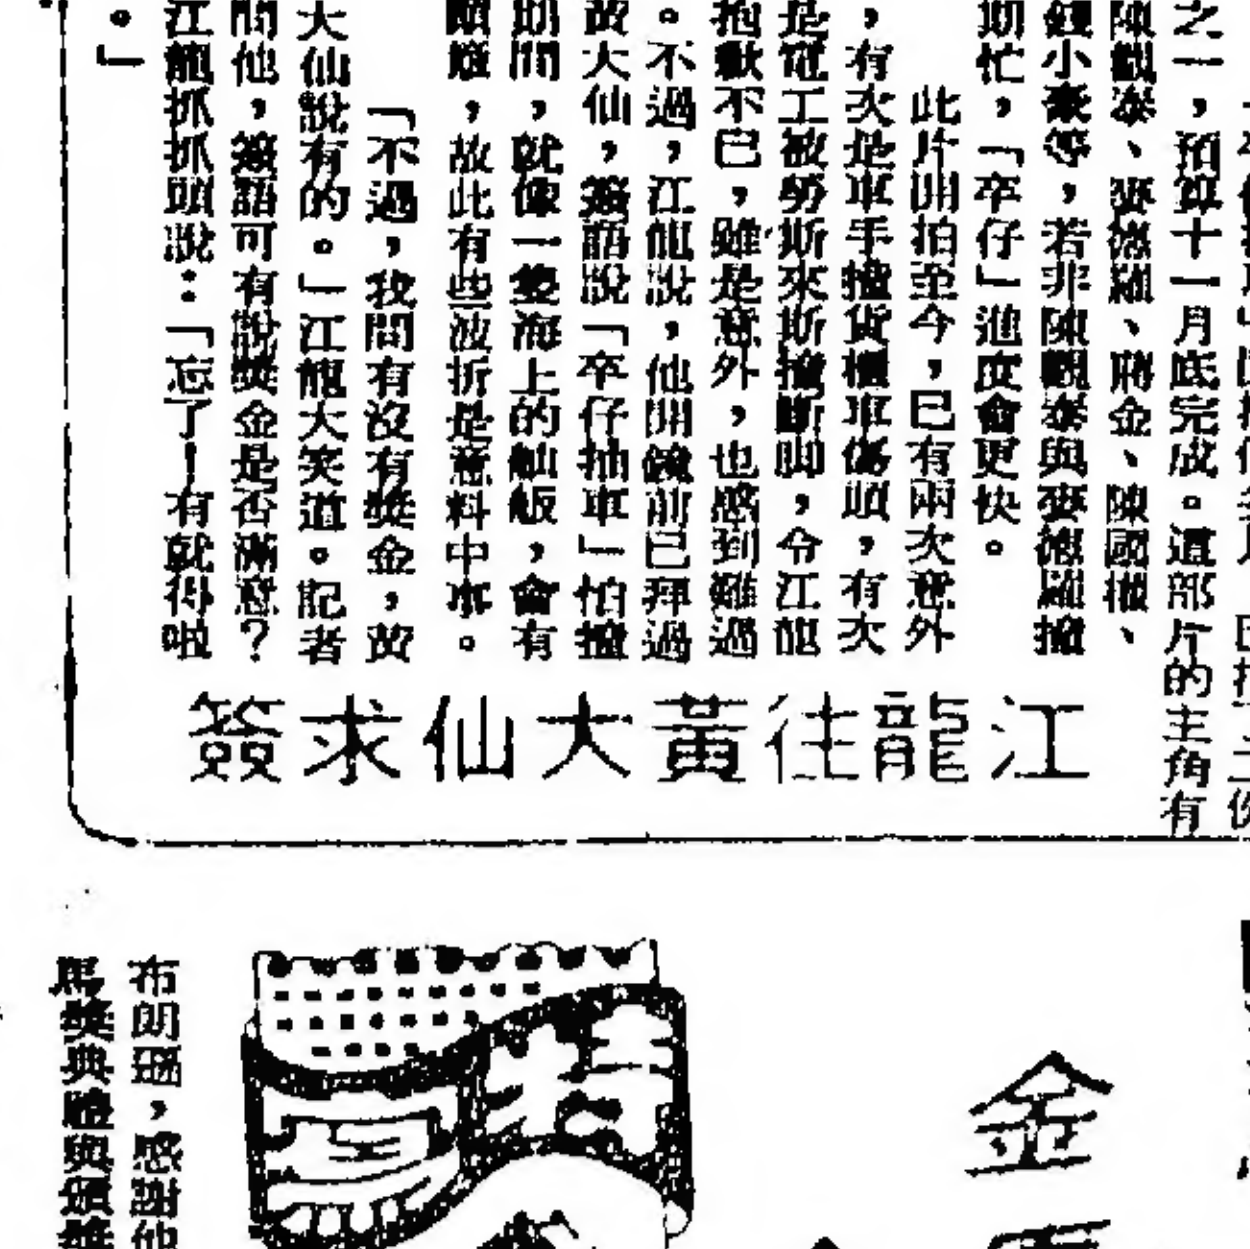 之一，預算十一月底完成。這部片的主角有
陳觀泰、麥德羅、蔣金、陳國權、
錢小豪等，若非陳觀泰與麥德羅撞
期忙，「卒仔」進度會更快。
此片開拍至今，已有兩次意外
，有次是車手撞貨櫃車傷頭，有次
是電工被勞斯來斯撞斷脚，令江龍
抱歉不已，雖是意外，也感到難過
。不過，江龍說，他開鏡前已拜過
黃大仙，簽語說「卒仔抽車」怕撞
期間，就像一隻海上的舢舨，會有
顛簸，故此有些波折是意料中事。
「不過，我問有沒有獎金，黃
大仙說有的。」江龍大笑道。記者
問他，簽語可有說獎金是否滿意？
江龍抓抓頭說：「忘了！有就得啦
。」
江龍往黃大仙求簽
金
布朗遜，感謝他
馬獎典禮與頒獎